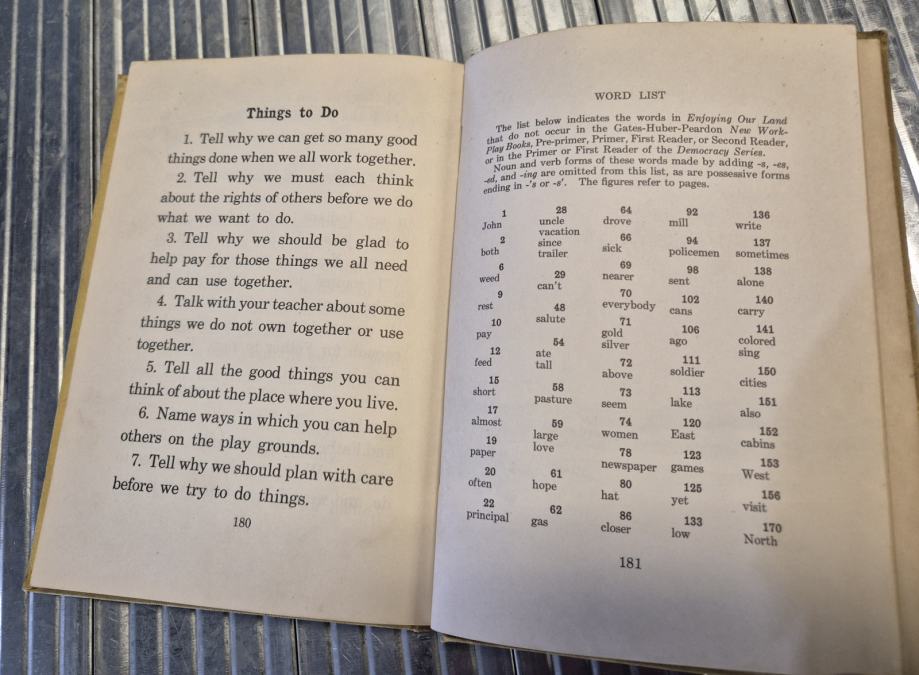 Things to Do
1. Tell why we can get so many good
things done when we all work together.
2. Tell why we must each think
about the rights of others before we do
what we want to do.
3. Tell why we should be glad to
help pay for those things we all need
and can use together.
4. Talk with your teacher about some
things we do not own together or use
together.
5. Tell all the good things you can
think of about the place where you live.
6. Name ways in which you can help
others on the play grounds.
7. Tell why we should plan with care
before we try to do things.
180
WORD LIST
The list below indicates the words in Enjoying Our Land
that do not occur in the Gates-Huber-Peardon New Work-
Play Books, Pre-primer, Primer, First Reader, or Second Reader,
or in the Primer or First Reader of the Democracy Series.
Noun and verb forms of these words made by adding -s, -es,
-ed, and -ing are omitted from this list, as are possessive forms
ending in -'s or -s'. The figures refer to pages.
1
John
2
both
6
weed
9
rest
10
pay
12
feed
15
short
17
almost
19
paper
20
often
22
principal
28
uncle
vacation
since
trailer
29
can't
48
salute
54
ate
tall
58
pasture
59
large
love
61
hope
62
gas
64
drove
66
sick
69
nearer
70
everybody
71
gold
silver
72
above
73
seem
74
women
78
newspaper
80
hat
86
closer
92
mill
94
policemen
98
sent
102
cans
106
ago
111
soldier
113
lake
120
East
123
games
125
yet
133
low
136
write
137
sometimes
138
alone
140
carry
141
colored
sing
150
cities
151
also
152
cabins
153
West
156
visit
170
North
181